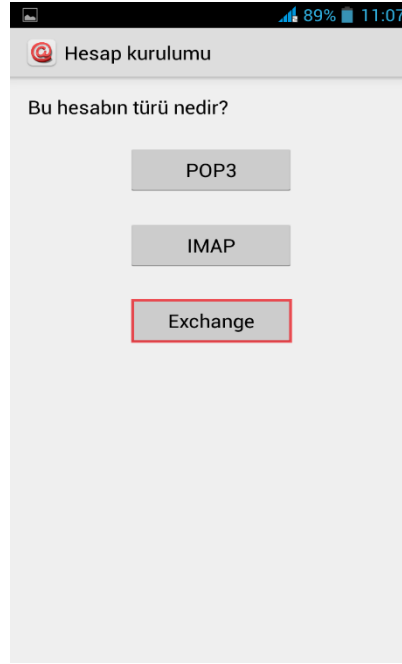 89% 11:07
Hesap kurulumu
Bu hesabın türü nedir?
POP3
IMAP
Exchange